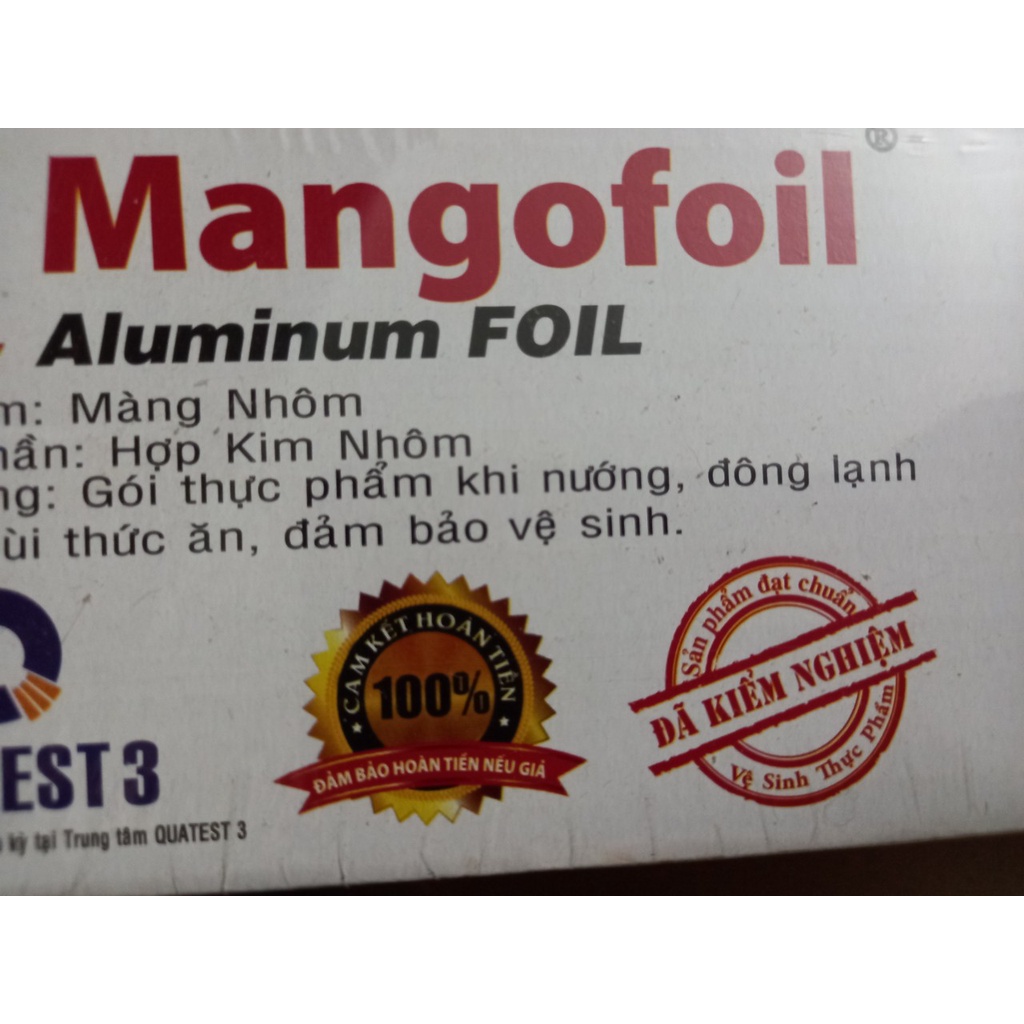 Mangofoil®
Aluminum FOIL
m: Màng Nhôm
hần: Hợp Kim Nhôm
ng: Gói thực phẩm khi nướng, đông lạnh
ùi thức ăn, đảm bảo vệ sinh.
CAM KẾT HOÀN TIỀN
100%
ĐẢM BẢO HOÀN TIỀN NẾU GIẢ
Sản phẩm đạt chuẩn
ĐÃ KIỂM NGHIỆM
Vệ Sinh Thực Phẩm
EST 3
kỳ tại Trung tâm QUATEST 3